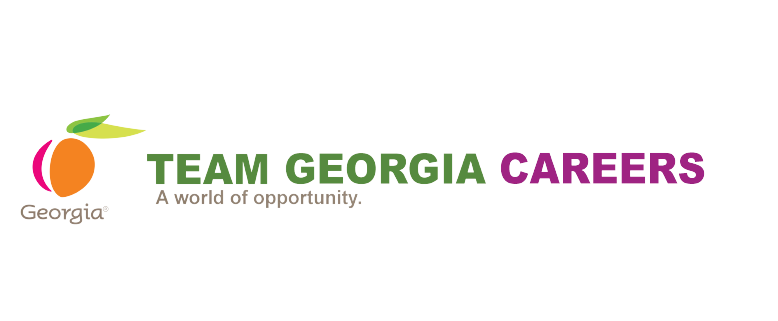 TEAM GEORGIA CAREERS
A world of opportunity.
Georgia®